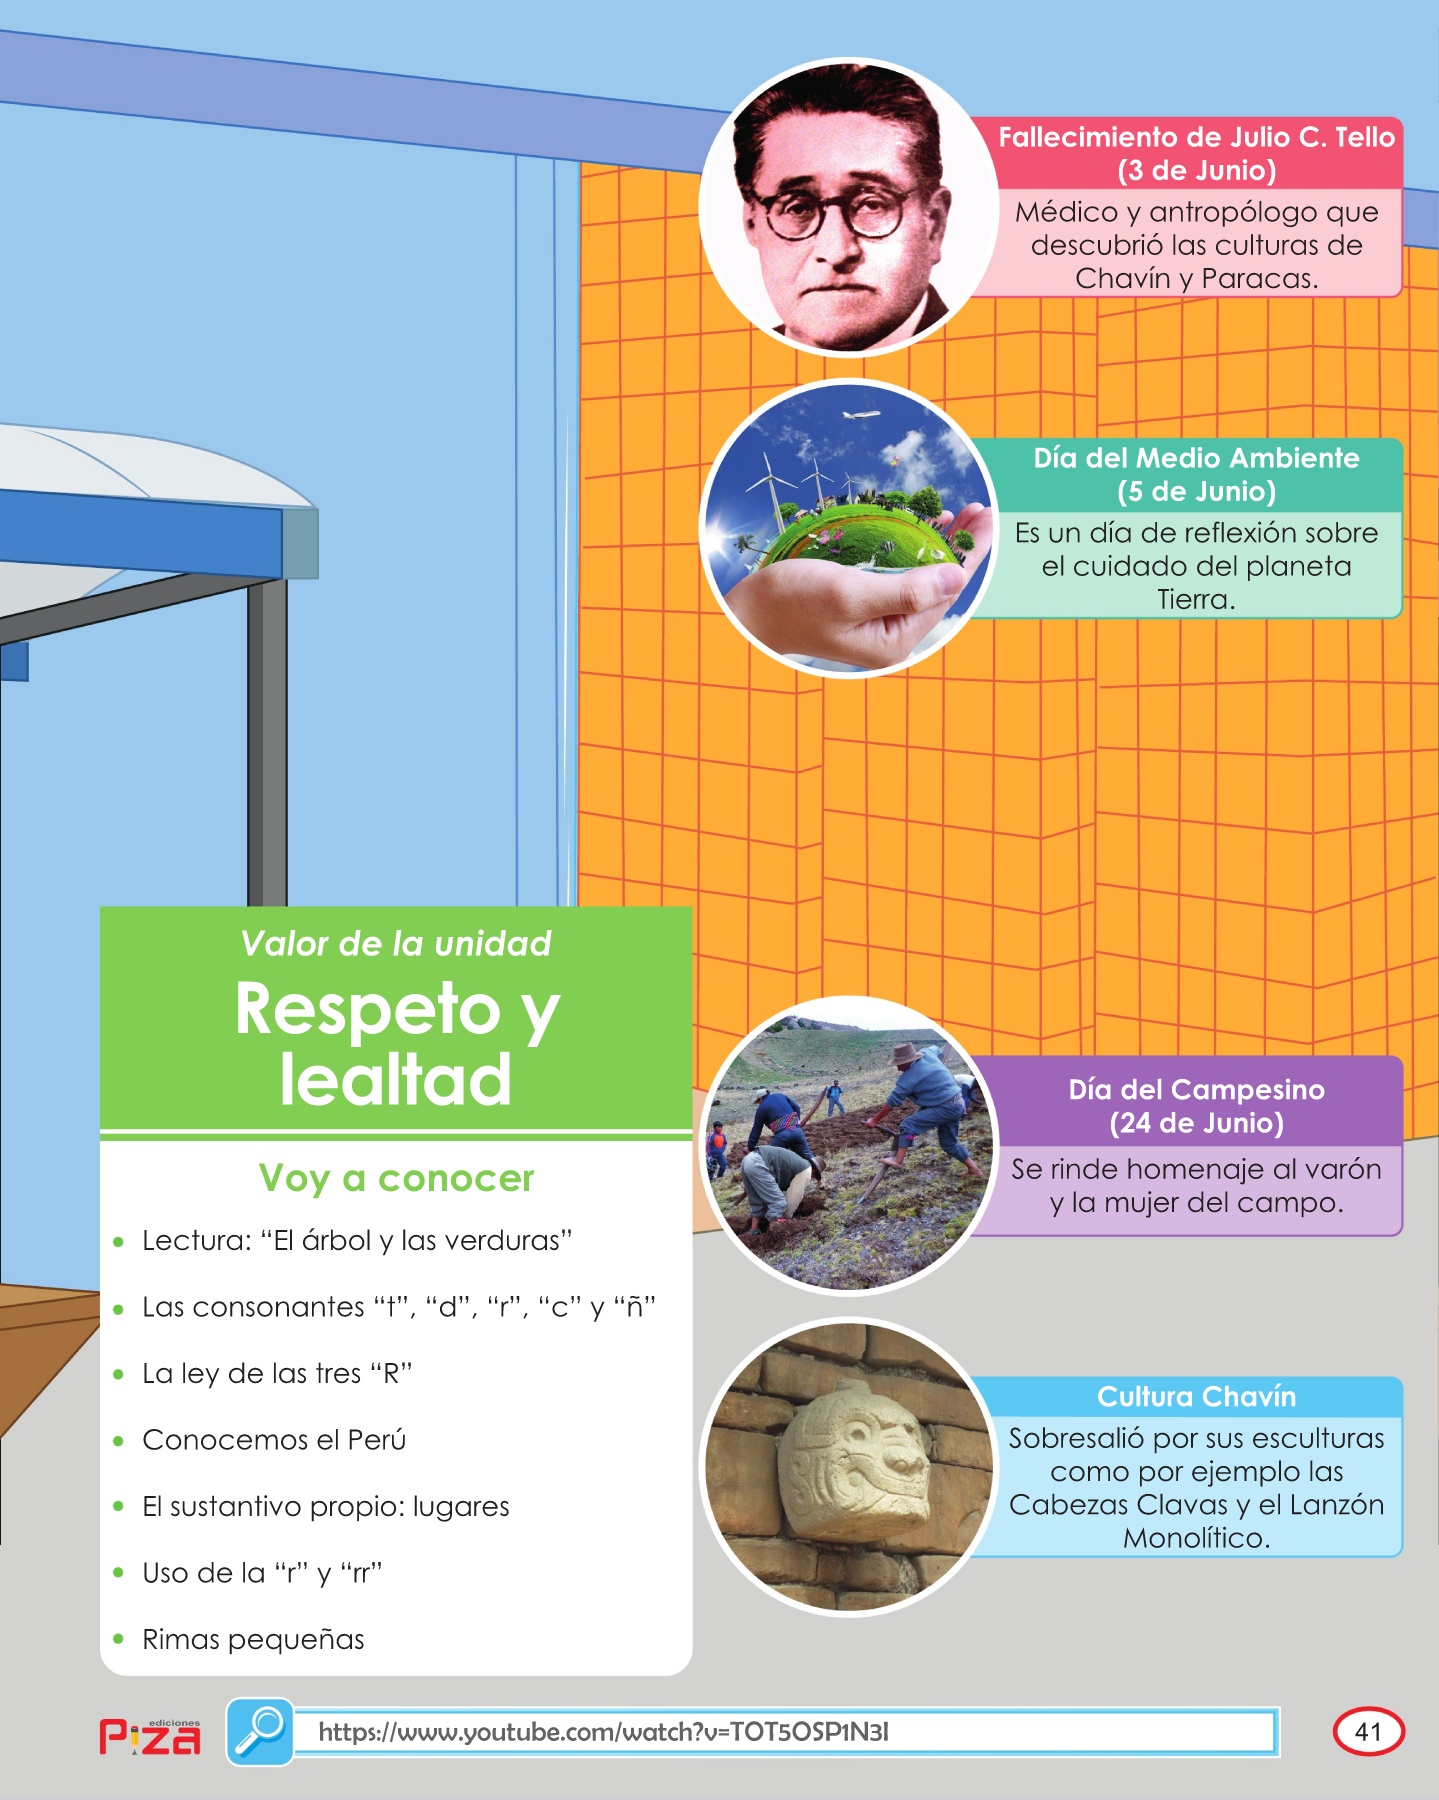 Fallecimiento de Julio C. Tello
(3 de Junio)
Médico y antropólogo que
descubrió las culturas de
Chavín y Paracas.
Día del Medio Ambiente
(5 de Junio)
Es un día de reflexión sobre
el cuidado del planeta
Tierra.
Valor de la unidad
Respeto y
lealtad
Voy a conocer
• Lectura: “El árbol y las verduras”
• Las consonantes “t”, “d”, “r”, “c” y “ñ”
• La ley de las tres “R”
• Conocemos el Perú
• El sustantivo propio: lugares
• Uso de la “r” y “rr”
• Rimas pequeñas
Día del Campesino
(24 de Junio)
Se rinde homenaje al varón
y la mujer del campo.
Cultura Chavín
Sobresalió por sus esculturas
como por ejemplo las
Cabezas Clavas y el Lanzón
Monolítico.
ediciones
Piza
https://www.youtube.com/watch?v=TOT5OSP1N3I
41